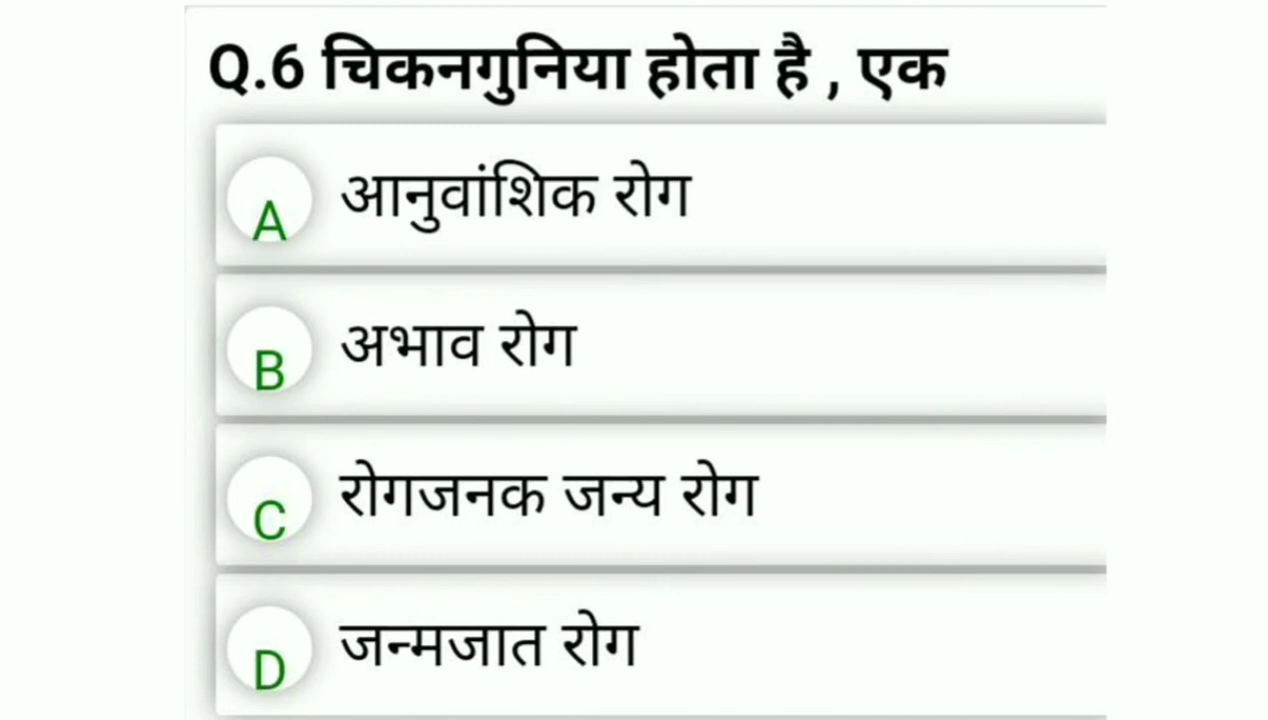 Q.6 चिकनगुनिया होता है , एक
A आनुवांशिक रोग
B अभाव रोग
C रोगजनक जन्य रोग
D जन्मजात रोग